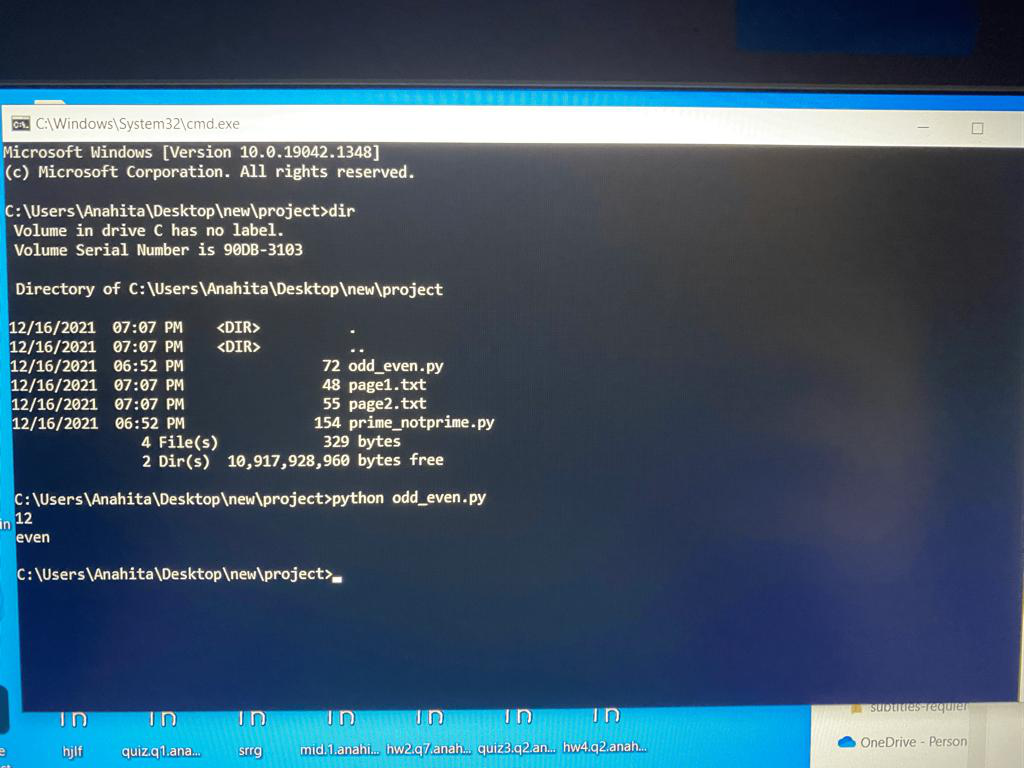 C:\Windows\System32\cmd.exe
Microsoft Windows [Version 10.0.19042.1348]
(c) Microsoft Corporation. All rights reserved.
C:\Users\Anahita\Desktop\new\project>dir
Volume in drive C has no label.
Volume Serial Number is 90DB-3103
Directory of C:\Users\Anahita\Desktop\new\project
12/16/2021 07:07 PM <DIR> .
12/16/2021 07:07 PM <DIR> ..
12/16/2021 06:52 PM 72 odd_even.py
12/16/2021 07:07 PM 48 page1.txt
12/16/2021 07:07 PM 55 page2.txt
12/16/2021 06:52 PM 154 prime_notprime.py
4 File(s) 329 bytes
2 Dir(s) 10,917,928,960 bytes free
C:\Users\Anahita\Desktop\new\project>python odd_even.py
12
even
C:\Users\Anahita\Desktop\new\project>
subtitles-requier
hjlf quiz.q1.ana... srrg mid.1.anahi... hw2.q7.anah... quiz3.q2.an... hw4.q2.anah...
OneDrive - Person